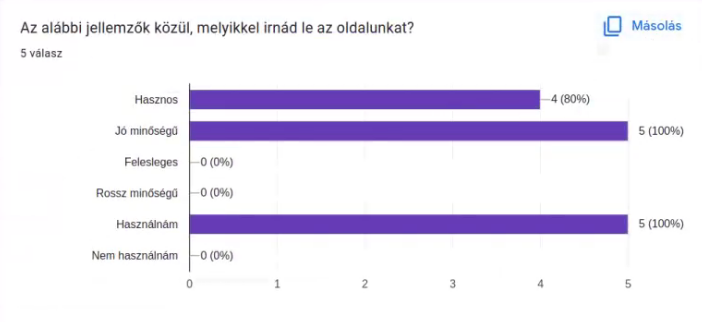 Az alábbi jellemzők közül, melyikkel irnád le az oldalunkat?
Másolás
5 válasz
Hasznos 4 (80%)
Jó minőségű 5 (100%)
Felesleges 0 (0%)
Rossz minőségű 0 (0%)
Használnám 5 (100%)
Nem használnám 0 (0%)
0 1 2 3 4 5